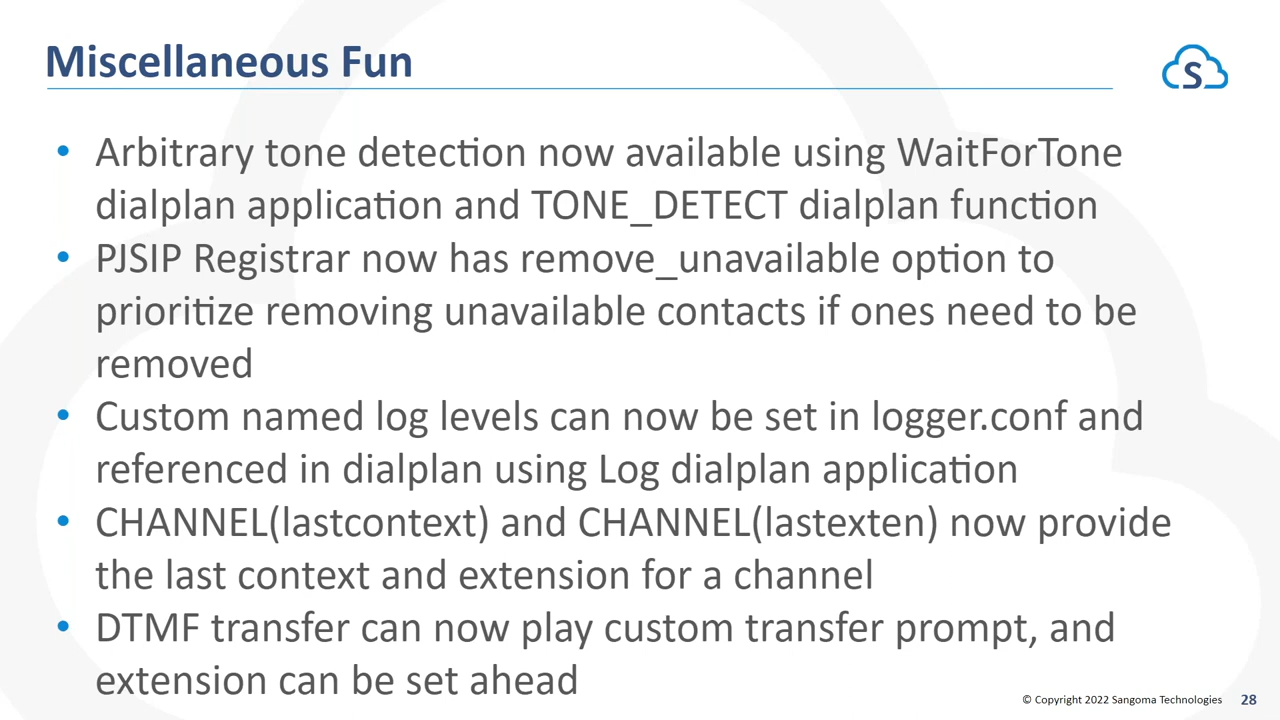 Miscellaneous Fun
S
• Arbitrary tone detection now available using WaitForTone
dialplan application and TONE_DETECT dialplan function
• PJSIP Registrar now has remove_unavailable option to
prioritize removing unavailable contacts if ones need to be
removed
• Custom named log levels can now be set in logger.conf and
referenced in dialplan using Log dialplan application
• CHANNEL(lastcontext) and CHANNEL(lastexten) now provide
the last context and extension for a channel
• DTMF transfer can now play custom transfer prompt, and
extension can be set ahead
© Copyright 2022 Sangoma Technologies 28